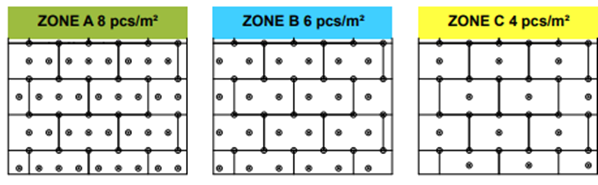 ZONE A 8 pcs/m²
ZONE B 6 pcs/m²
ZONE C 4 pcs/m²